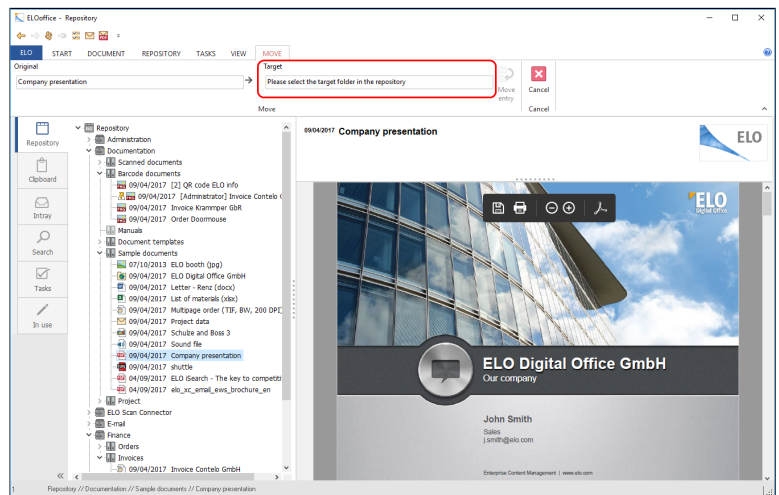 ELOoffice - Repository
ELO START DOCUMENT REPOSITORY TASKS VIEW MOVE
Original
Target
Company presentation
Please select the target folder in the repository
Move entry
Cancel
Move
Cancel
Repository
Clipboard
Intray
Search
Tasks
In use
Repository
Administration
Documentation
Scanned documents
Barcode documents
09/04/2017 [2] QR code ELO info
09/04/2017 [Administrator] Invoice Contelo G
09/04/2017 Invoice Krammper GbR
09/04/2017 Order Doormouse
Manuals
Document templates
Sample documents
07/10/2013 ELO booth (jpg)
09/04/2017 ELO Digital Office GmbH
09/04/2017 Letter - Renz (docx)
09/04/2017 List of materials (xlsx)
09/04/2017 Multipage order (TIF, BW, 200 DPI)
09/04/2017 Project data
09/04/2017 Schulze and Boss 3
09/04/2017 Sound file
09/04/2017 Company presentation
09/04/2017 shuttle
04/09/2017 ELO iSearch - The key to competiti
04/09/2017 elo_xc_email_ews_brochure_en
Project
ELO Scan Connector
E-mail
Finance
Orders
Invoices
09/04/2017 Invoice Contelo GmbH
09/04/2017 Company presentation
ELO
ELO
Digital Office
ELO Digital Office GmbH
Our company
John Smith
Sales
j.smith@elo.com
Enterprise Content Management | www.elo.com
1 Repository // Documentation // Sample documents // Company presentation